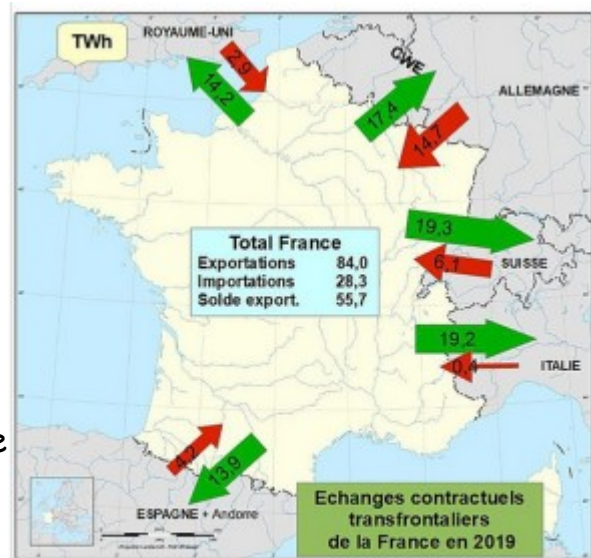 TWh
ROYAUME-UNI
2,9
14,2
CWE
17,4
14,7
ALLEMAGNE
19,3
6,1
SUISSE
Total France
Exportations 84,0
Importations 28,3
Solde export. 55,7
19,2
0,4
ITALIE
e
4,2
13,9
ESPAGNE + Andorre
Echanges contractuels
transfrontaliers
de la France en 2019